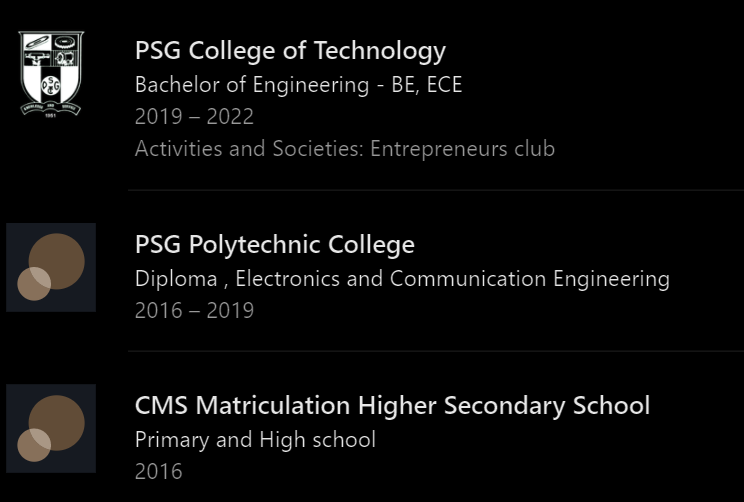 PSG College of Technology
Bachelor of Engineering - BE, ECE
2019 – 2022
Activities and Societies: Entrepreneurs club
PSG Polytechnic College
Diploma , Electronics and Communication Engineering
2016 – 2019
CMS Matriculation Higher Secondary School
Primary and High school
2016